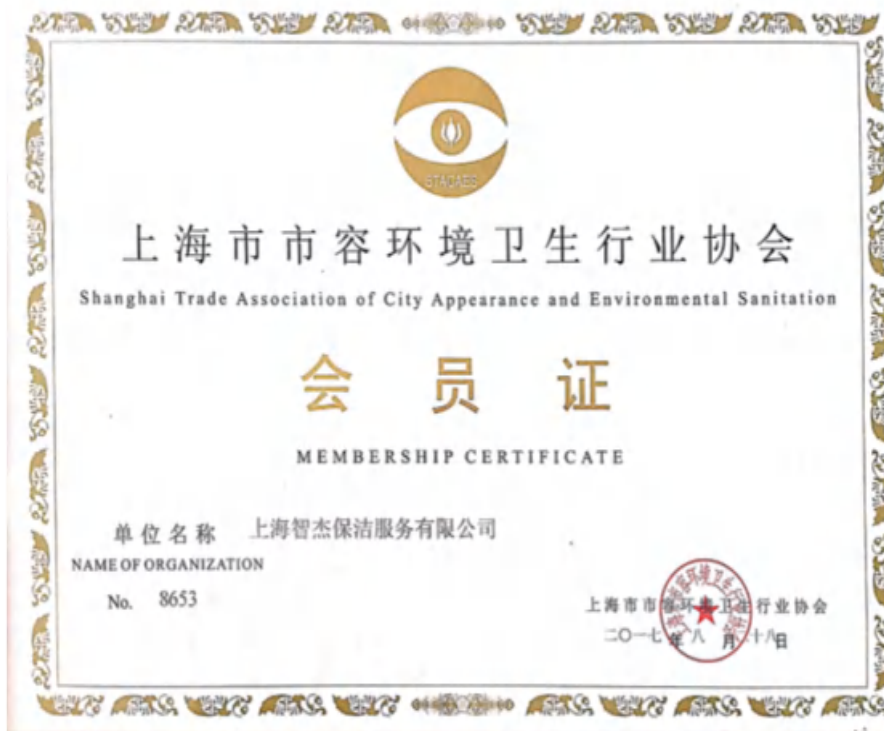 STACAES
上海市市容环境卫生行业协会
Shanghai Trade Association of City Appearance and Environmental Sanitation
会员证
MEMBERSHIP CERTIFICATE
单位名称 上海智杰保洁服务有限公司
NAME OF ORGANIZATION
No. 8653
上海市市容环境卫生行业协会
二〇一七年八月 十八日